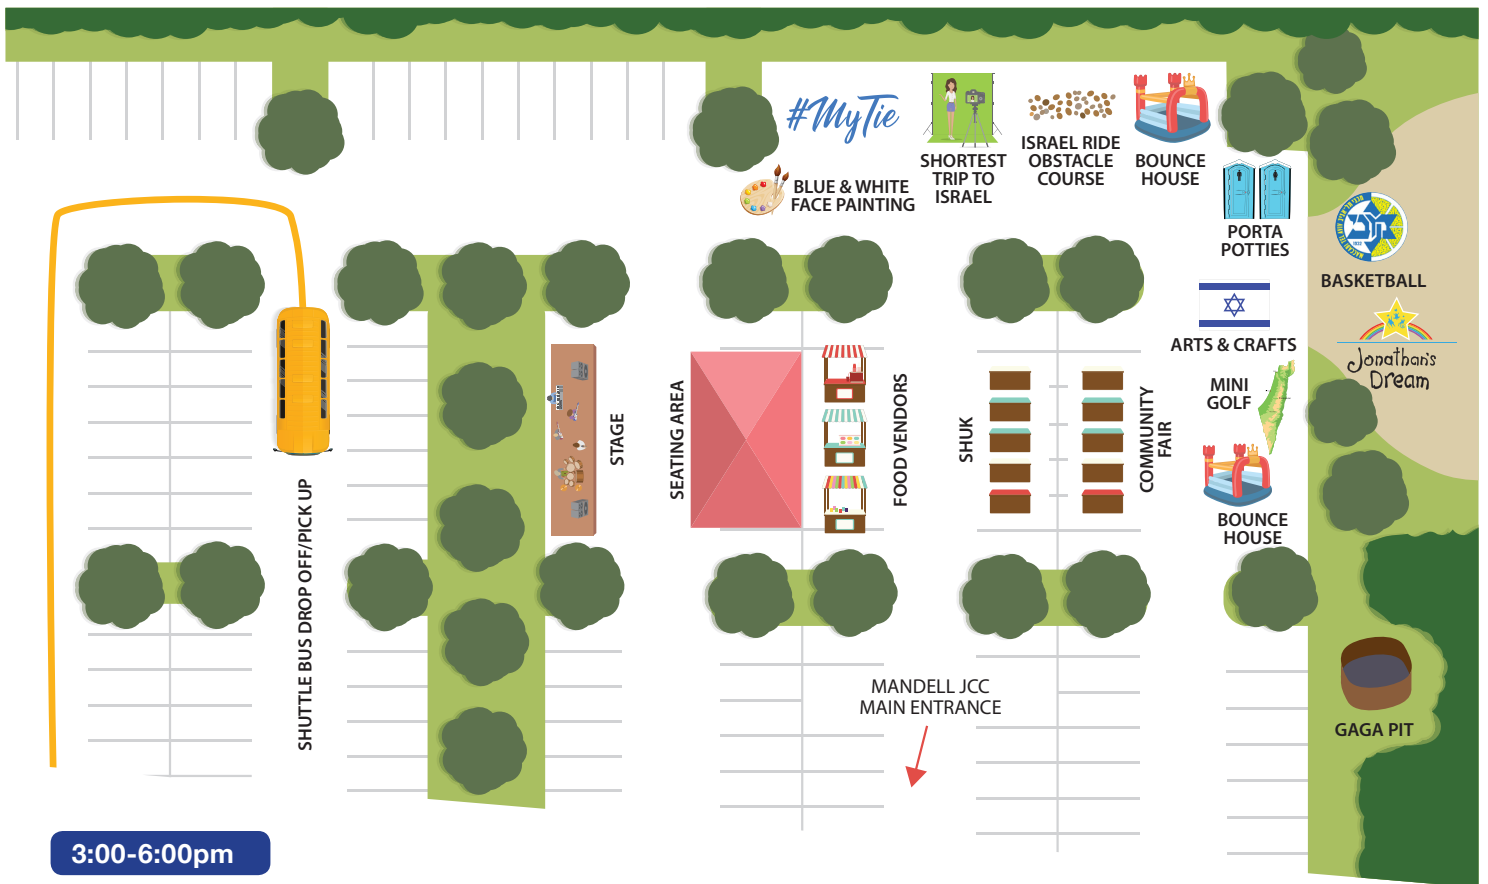 #MyTie
BLUE & WHITE
FACE PAINTING
SHORTEST
TRIP TO
ISRAEL
ISRAEL RIDE
OBSTACLE
COURSE
BOUNCE
HOUSE
PORTA
POTTIES
BASKETBALL
ARTS & CRAFTS
Jonathan's
Dream
MINI
GOLF
BOUNCE
HOUSE
SHUTTLE BUS DROP OFF/PICK UP
STAGE
SEATING AREA
FOOD VENDORS
SHUK
COMMUNITY
FAIR
MANDELL JCC
MAIN ENTRANCE
GAGA PIT
3:00-6:00pm